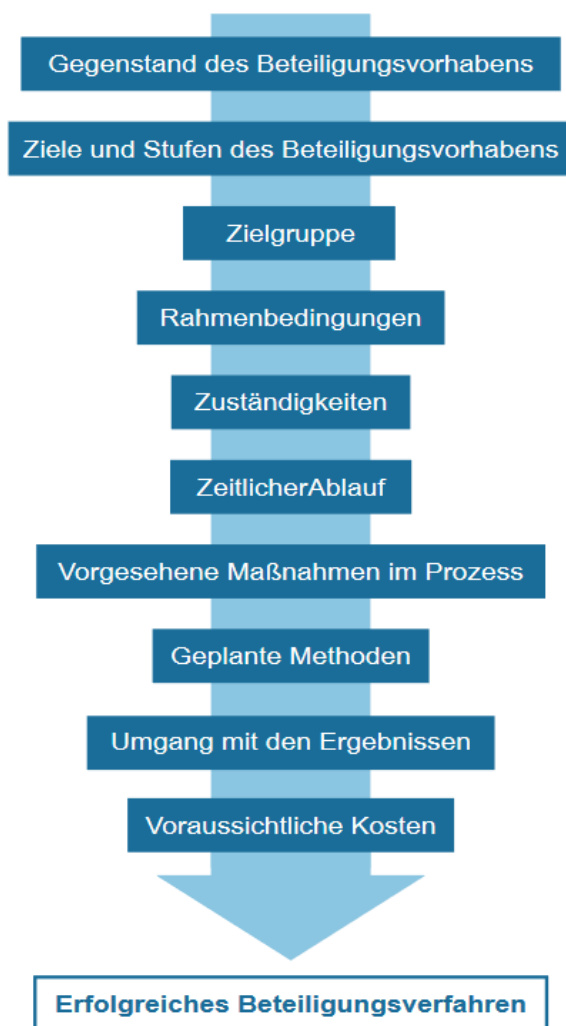 Gegenstand des Beteiligungsvorhabens
Ziele und Stufen des Beteiligungsvorhabens
Zielgruppe
Rahmenbedingungen
Zuständigkeiten
ZeitlicherAblauf
Vorgesehene Maßnahmen im Prozess
Geplante Methoden
Umgang mit den Ergebnissen
Voraussichtliche Kosten
Erfolgreiches Beteiligungsverfahren